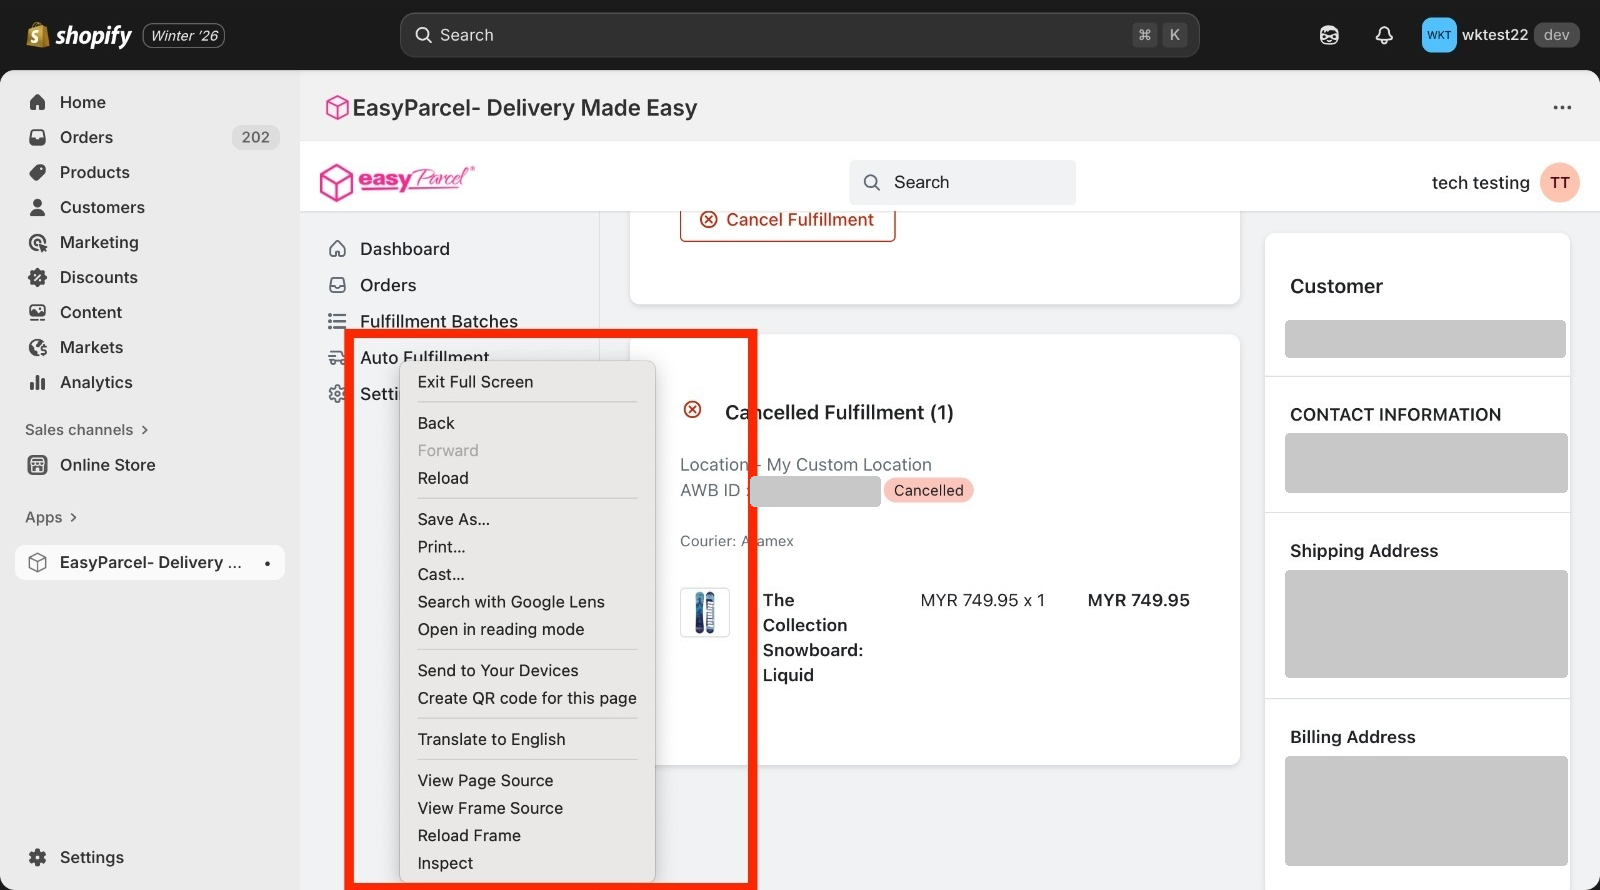 shopify
Winter '26
Search
⌘ K
WKT
wktest22
dev
Home
Orders
202
Products
Customers
Marketing
Discounts
Content
Markets
Analytics
Sales channels
Online Store
Apps
EasyParcel- Delivery ...
Settings
EasyParcel- Delivery Made Easy
easyParcel®
Search
tech testing
TT
Dashboard
Orders
Fulfillment Batches
Auto Fulfillment
Setti
Exit Full Screen
Back
Forward
Reload
Save As...
Print...
Cast...
Search with Google Lens
Open in reading mode
Send to Your Devices
Create QR code for this page
Translate to English
View Page Source
View Frame Source
Reload Frame
Inspect
Cancel Fulfillment
Cancelled Fulfillment (1)
Location - My Custom Location
AWB ID :
Cancelled
Courier: Aramex
The
Collection
Snowboard:
Liquid
MYR 749.95 x 1
MYR 749.95
Customer
CONTACT INFORMATION
Shipping Address
Billing Address